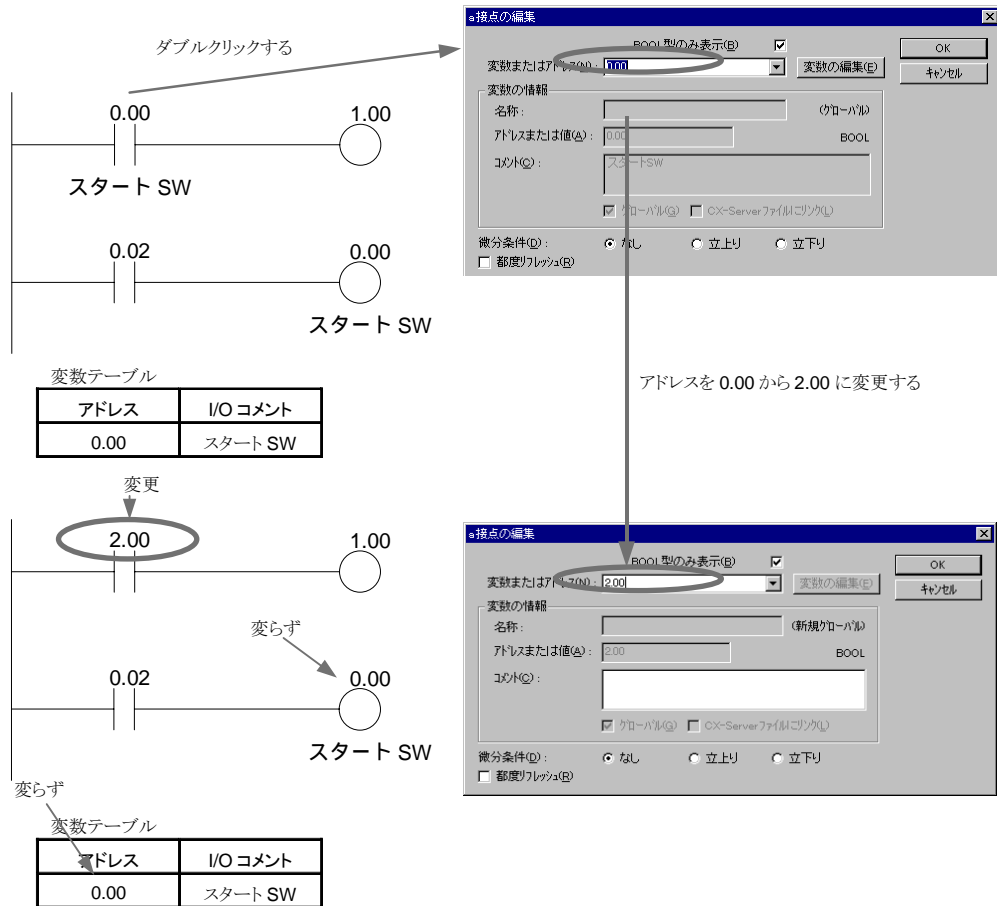 ダブルクリックする
0.00
1.00
スタート SW
0.02
0.00
スタート SW
変数テーブル
アドレス I/O コメント
0.00 スタート SW
a接点の編集
BOOL型のみ表示(B)
変数またはアドレス(N): 0.00
変数の編集(E)
OK
キャンセル
変数の情報
名称: (グローバル)
アドレスまたは値(A): 0.00 BOOL
コメント(C): スタートSW
グローバル(G) CX-Serverファイルにリンク(L)
微分条件(D): なし 立上り 立下り
都度リフレッシュ(R)
アドレスを 0.00 から 2.00 に変更する
変更
2.00
1.00
変らず
0.02
0.00
スタート SW
変らず
変数テーブル
アドレス I/O コメント
0.00 スタート SW
a接点の編集
BOOL型のみ表示(B)
変数またはアドレス(N): 2.00
変数の編集(E)
OK
キャンセル
変数の情報
名称: (新規グローバル)
アドレスまたは値(A): 2.00 BOOL
コメント(C):
グローバル(G) CX-Serverファイルにリンク(L)
微分条件(D): なし 立上り 立下り
都度リフレッシュ(R)